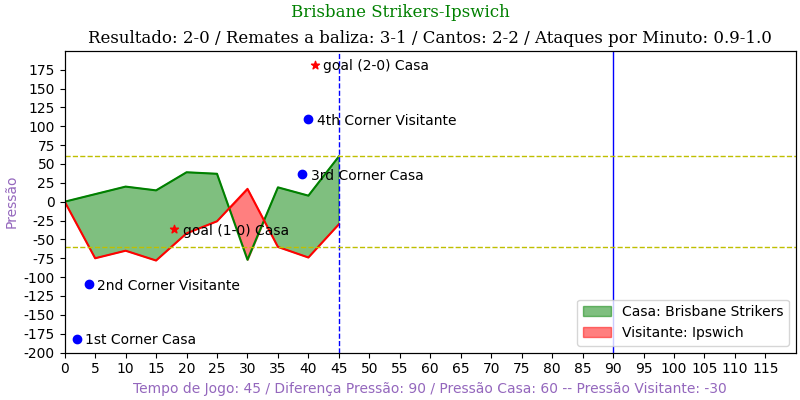 Brisbane Strikers-Ipswich
Resultado: 2-0 / Remates a baliza: 3-1 / Cantos: 2-2 / Ataques por Minuto: 0.9-1.0
Pressão
175
150
125
100
75
50
25
0
-25
-50
-75
-100
-125
-150
-175
-200
goal (2-0) Casa
4th Corner Visitante
3rd Corner Casa
goal (1-0) Casa
2nd Corner Visitante
1st Corner Casa
Casa: Brisbane Strikers
Visitante: Ipswich
0 5 10 15 20 25 30 35 40 45 50 55 60 65 70 75 80 85 90 95 100 105 110 115
Tempo de Jogo: 45 / Diferença Pressão: 90 / Pressão Casa: 60 -- Pressão Visitante: -30